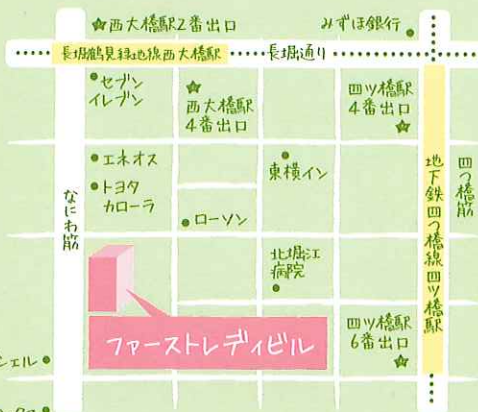 西大橋駅2番出口
みずほ銀行
長堀鶴見緑地線西大橋駅
長堀通り
セブン
イレブン
西大橋駅
4番出口
四ツ橋駅
4番出口
エネオス
トヨタ
カローラ
東横イン
ローソン
なにわ筋
地下鉄四つ橋線四ツ橋駅
四つ橋筋
北堀江
病院
ファーストレディビル
四ツ橋駅
6番出口
シェル